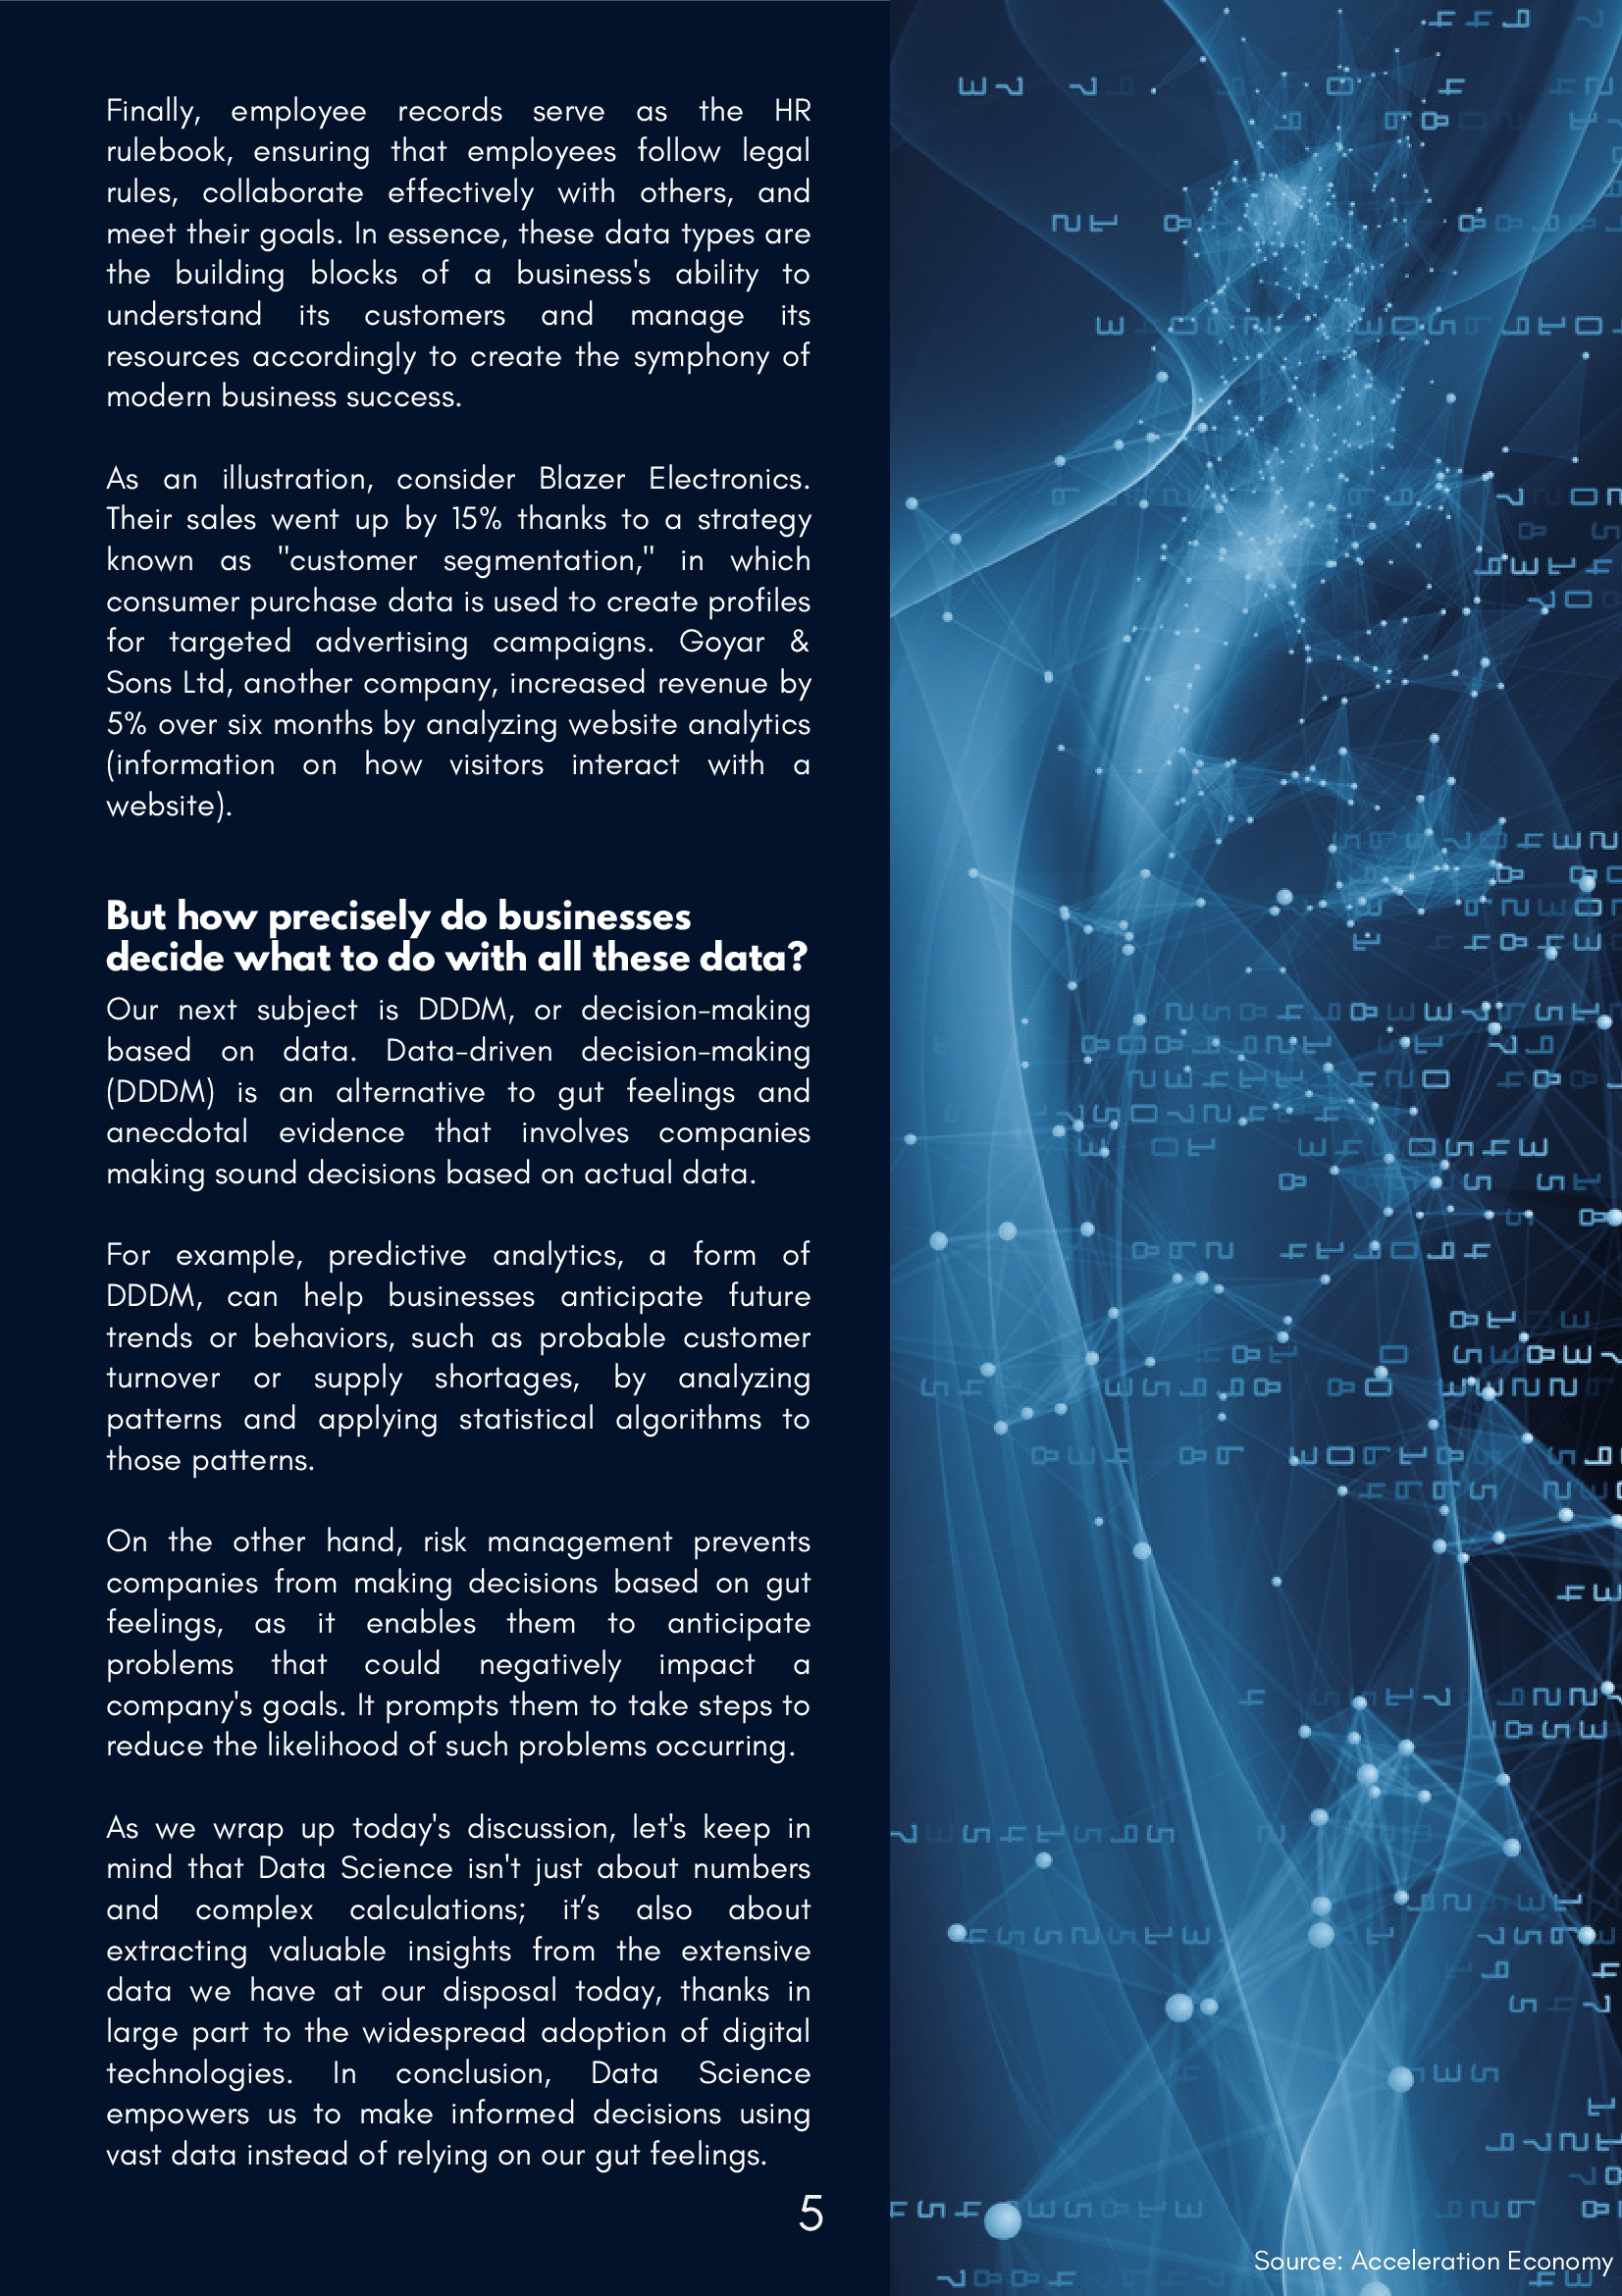 Finally, employee records serve as the HR
rulebook, ensuring that employees follow legal
rules, collaborate effectively with others, and
meet their goals. In essence, these data types are
the building blocks of a business's ability to
understand its customers and manage its
resources accordingly to create the symphony of
modern business success.
As an illustration, consider Blazer Electronics.
Their sales went up by 15% thanks to a strategy
known as "customer segmentation," in which
consumer purchase data is used to create profiles
for targeted advertising campaigns. Goyar &
Sons Ltd, another company, increased revenue by
5% over six months by analyzing website analytics
(information on how visitors interact with a
website).
But how precisely do businesses
decide what to do with all these data?
Our next subject is DDDM, or decision-making
based on data. Data-driven decision-making
(DDDM) is an alternative to gut feelings and
anecdotal evidence that involves companies
making sound decisions based on actual data.
For example, predictive analytics, a form of
DDDM, can help businesses anticipate future
trends or behaviors, such as probable customer
turnover or supply shortages, by analyzing
patterns and applying statistical algorithms to
those patterns.
On the other hand, risk management prevents
companies from making decisions based on gut
feelings, as it enables them to anticipate
problems that could negatively impact a
company's goals. It prompts them to take steps to
reduce the likelihood of such problems occurring.
As we wrap up today's discussion, let's keep in
mind that Data Science isn't just about numbers
and complex calculations; it’s also about
extracting valuable insights from the extensive
data we have at our disposal today, thanks in
large part to the widespread adoption of digital
technologies. In conclusion, Data Science
empowers us to make informed decisions using
vast data instead of relying on our gut feelings.
5
Source: Acceleration Economy